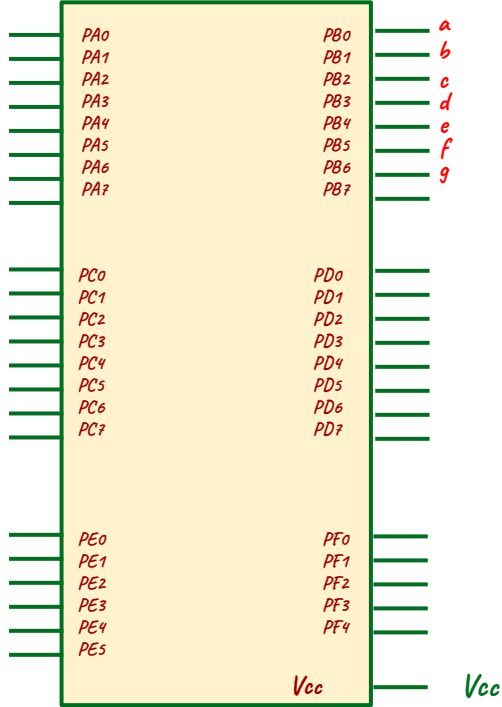 PA0 PB0 a
PA1 PB1 b
PA2 PB2 c
PA3 PB3 d
PA4 PB4 e
PA5 PB5 f
PA6 PB6 g
PA7 PB7
PC0 PD0
PC1 PD1
PC2 PD2
PC3 PD3
PC4 PD4
PC5 PD5
PC6 PD6
PC7 PD7
PE0 PF0
PE1 PF1
PE2 PF2
PE3 PF3
PE4 PF4
PE5
Vcc Vcc